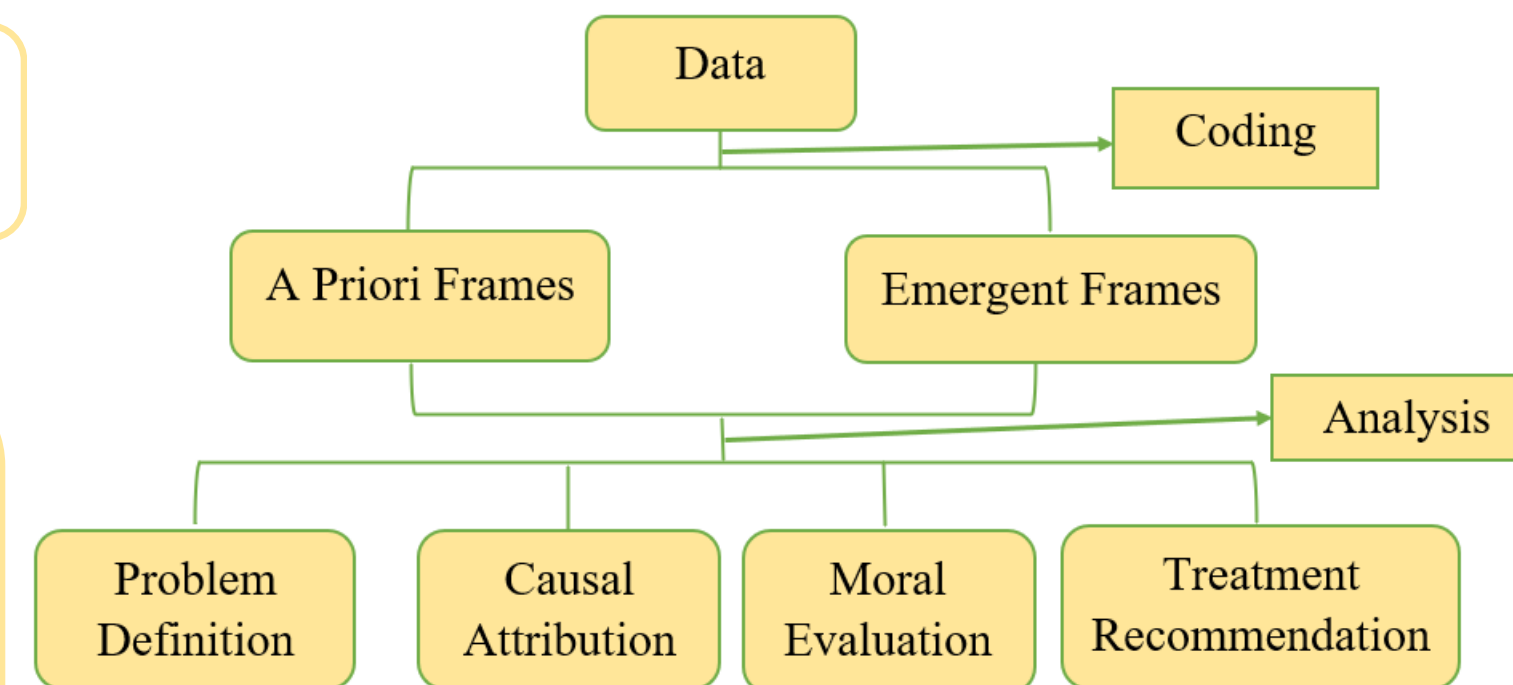 Data
Coding
A Priori Frames
Emergent Frames
Analysis
Problem
Definition
Causal
Attribution
Moral
Evaluation
Treatment
Recommendation